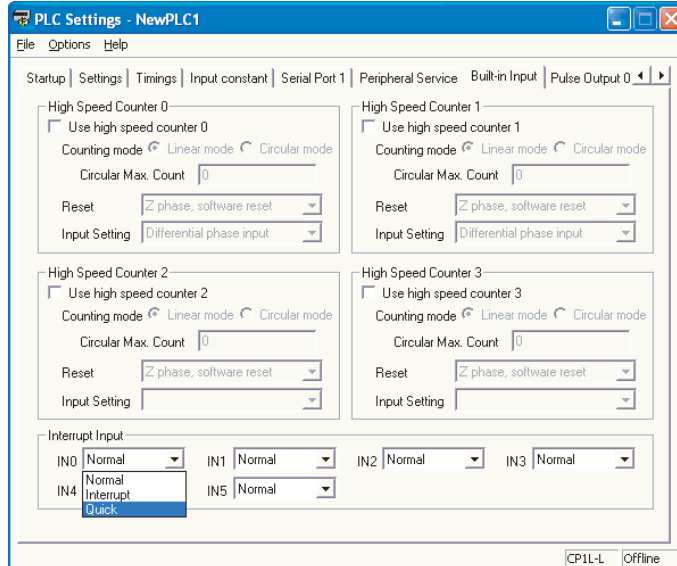 PLC Settings - NewPLC1
File Options Help
Startup Settings Timings Input constant Serial Port 1 Peripheral Service Built-in Input Pulse Output 0
High Speed Counter 0
Use high speed counter 0
Counting mode Linear mode Circular mode
Circular Max. Count 0
Reset Z phase, software reset
Input Setting Differential phase input
High Speed Counter 1
Use high speed counter 1
Counting mode Linear mode Circular mode
Circular Max. Count 0
Reset Z phase, software reset
Input Setting Differential phase input
High Speed Counter 2
Use high speed counter 2
Counting mode Linear mode Circular mode
Circular Max. Count 0
Reset Z phase, software reset
Input Setting
High Speed Counter 3
Use high speed counter 3
Counting mode Linear mode Circular mode
Circular Max. Count 0
Reset Z phase, software reset
Input Setting
Interrupt Input
IN0 Normal IN1 Normal IN2 Normal IN3 Normal
Normal
Interrupt
Quick
IN4 IN5 Normal
CP1L-L Offline